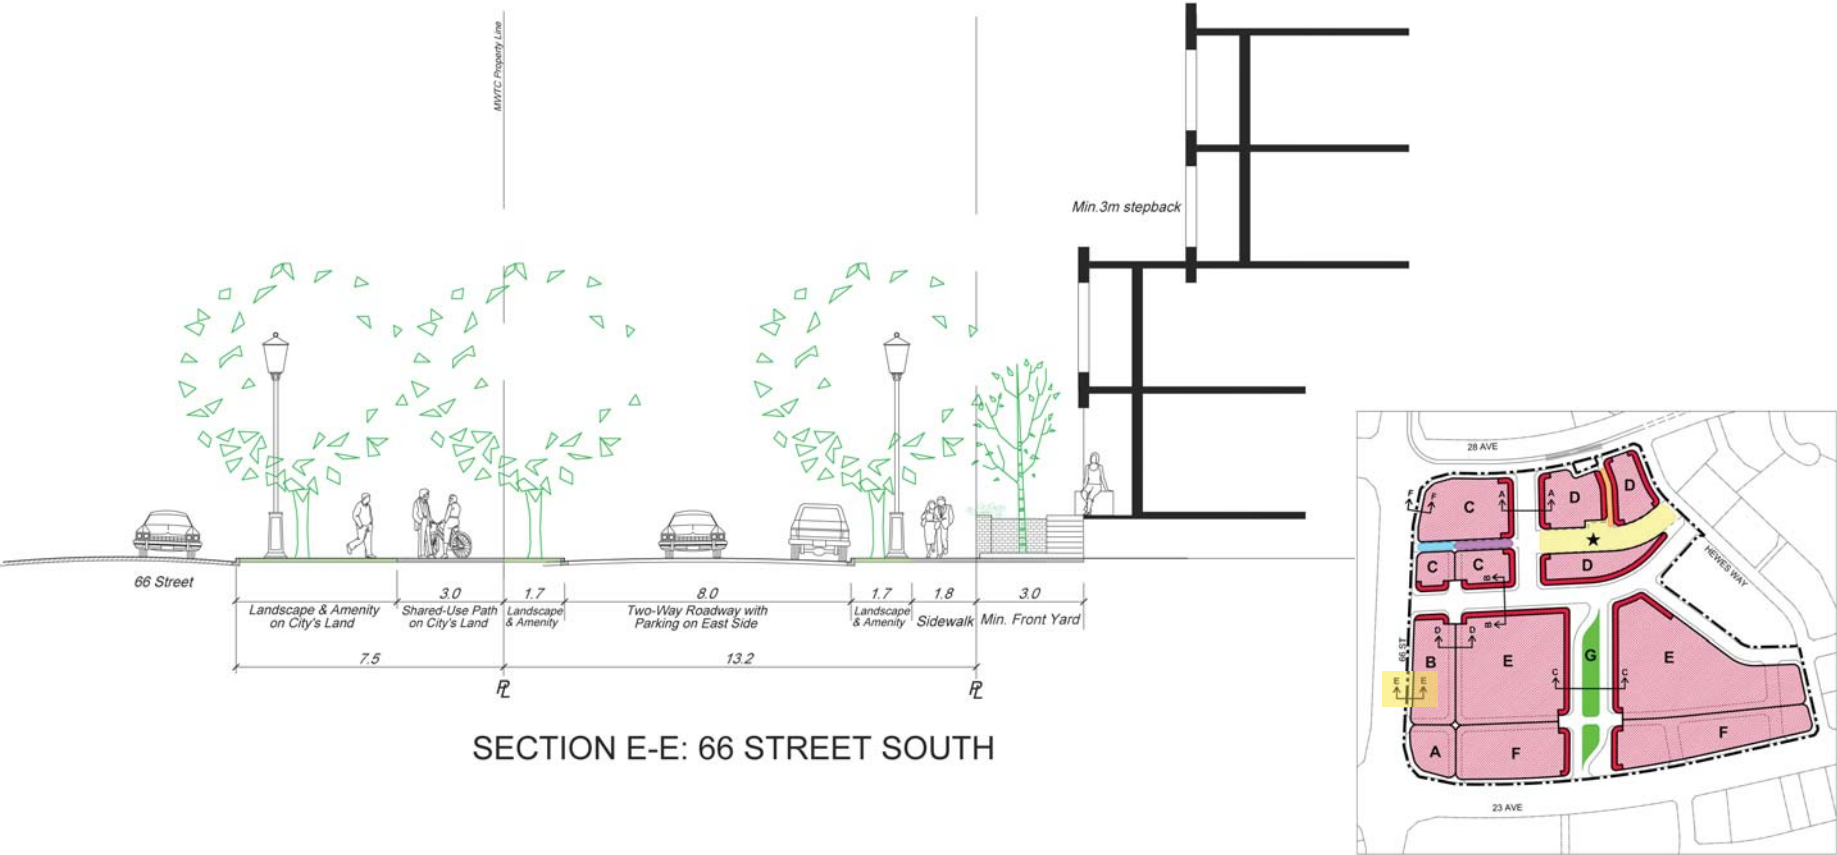 MWTC Property Line
Min.3m stepback
66 Street
3.0
1.7
8.0
1.7
1.8
3.0
Landscape & Amenity
on City's Land
Shared-Use Path
on City's Land
Landscape
& Amenity
Two-Way Roadway with
Parking on East Side
Landscape
& Amenity
Sidewalk
Min. Front Yard
7.5
13.2
PL
PL
SECTION E-E: 66 STREET SOUTH
28 AVE
F
F
C
A
A
D
D
C
C
B
D
HEWES WAY
B
66 ST
D
D
B
E
G
E
E
E
C
C
A
F
F
23 AVE